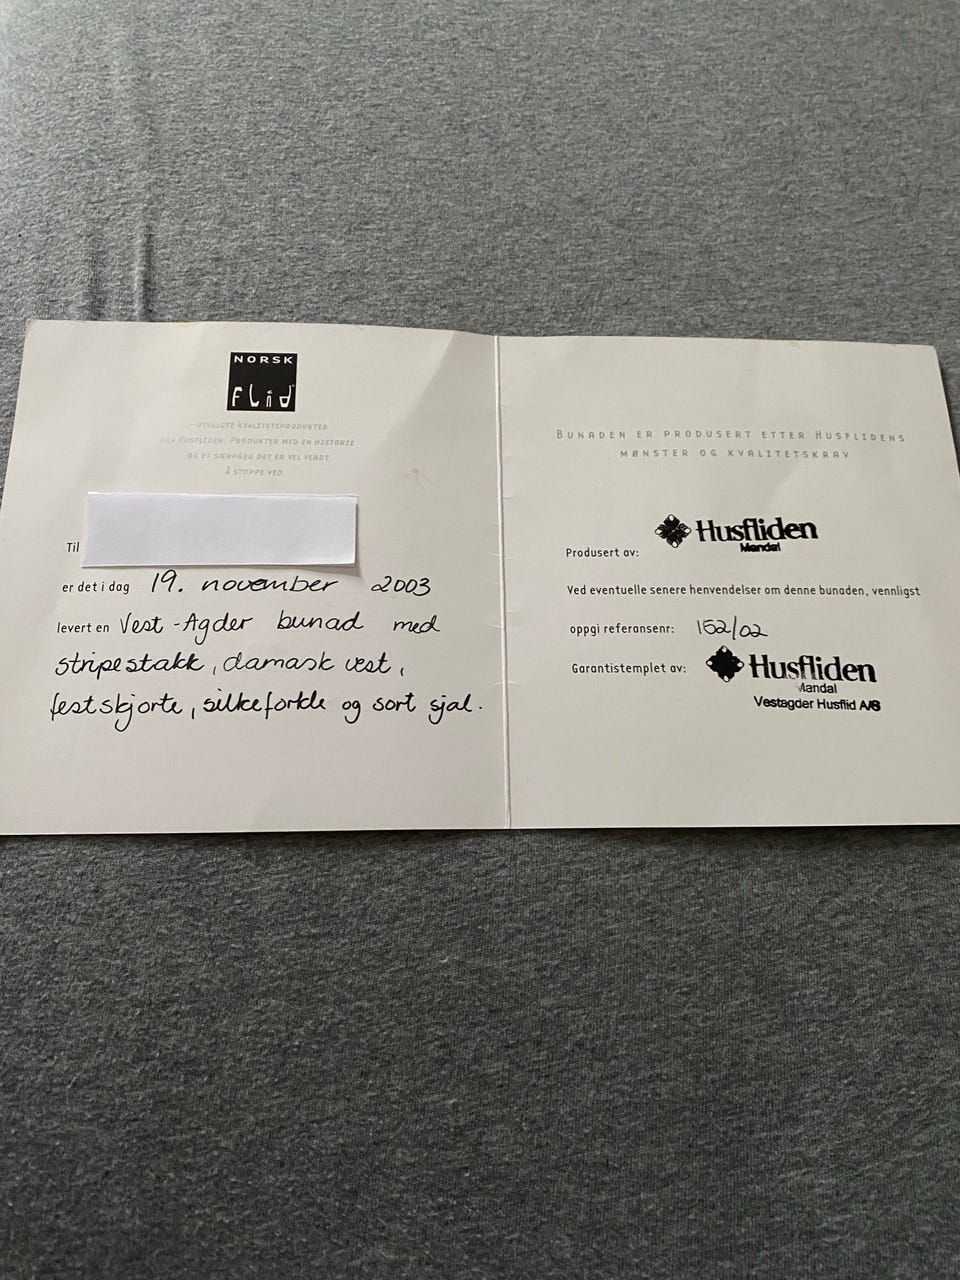 NORSK
FLID
– UTVALGTE KVALITETSPRODUKTER
FRA HUSFLIDEN. PRODUKTER MED EN HISTORIE
OG ET SÆRPREG DET ER VEL VERDT
Å STOPPE VED.
Til
er det i dag 19. november 2003
levert en Vest-Agder bunad med
stripestakk, damask vest,
festskjorte, silkeforkle og sort sjal.
BUNADEN ER PRODUSERT ETTER HUSFLIDENS
MØNSTER OG KVALITETSKRAV
Produsert av: Husfliden
Mandal
Ved eventuelle senere henvendelser om denne bunaden, vennligst
oppgi referansenr: 152/02
Garantistemplet av: Husfliden
Mandal
Vestagder Husflid A/S